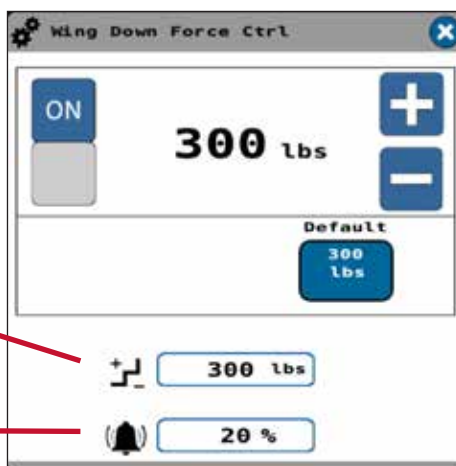 Wing Down Force Ctrl
ON
300 lbs
Default
300
lbs
300 lbs
20 %